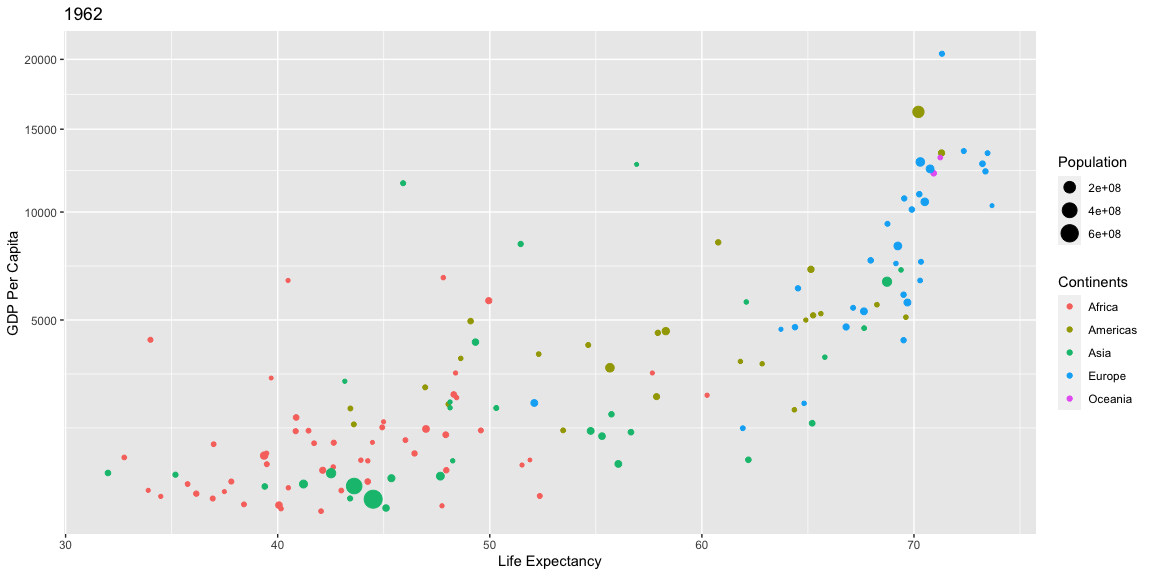 1962
20000
15000
10000
5000
GDP Per Capita
30 40 50 60 70
Life Expectancy
Population
2e+08
4e+08
6e+08
Continents
Africa
Americas
Asia
Europe
Oceania